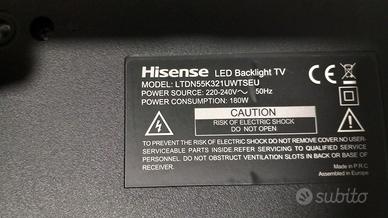 Hisense LED Backlight TV
MODEL: LTDN55K321UWTSEU
POWER SOURCE: 220-240V~ 50Hz
POWER CONSUMPTION: 180W
CAUTION
RISK OF ELECTRIC SHOCK
DO NOT OPEN
TO PREVENT THE RISK OF ELECTRIC SHOCK DO NOT REMOVE COVER.NO USER-
SERVICEABLE PARTS INSIDE. REFER SERVICING TO QUALIFIED SERVICE
PERSONNEL. DO NOT OBSTRUCT VENTILATION SLOTS IN BACK OR BASE OF
RECEIVER.
Made in P.R.C
Assembled in Europe
subito